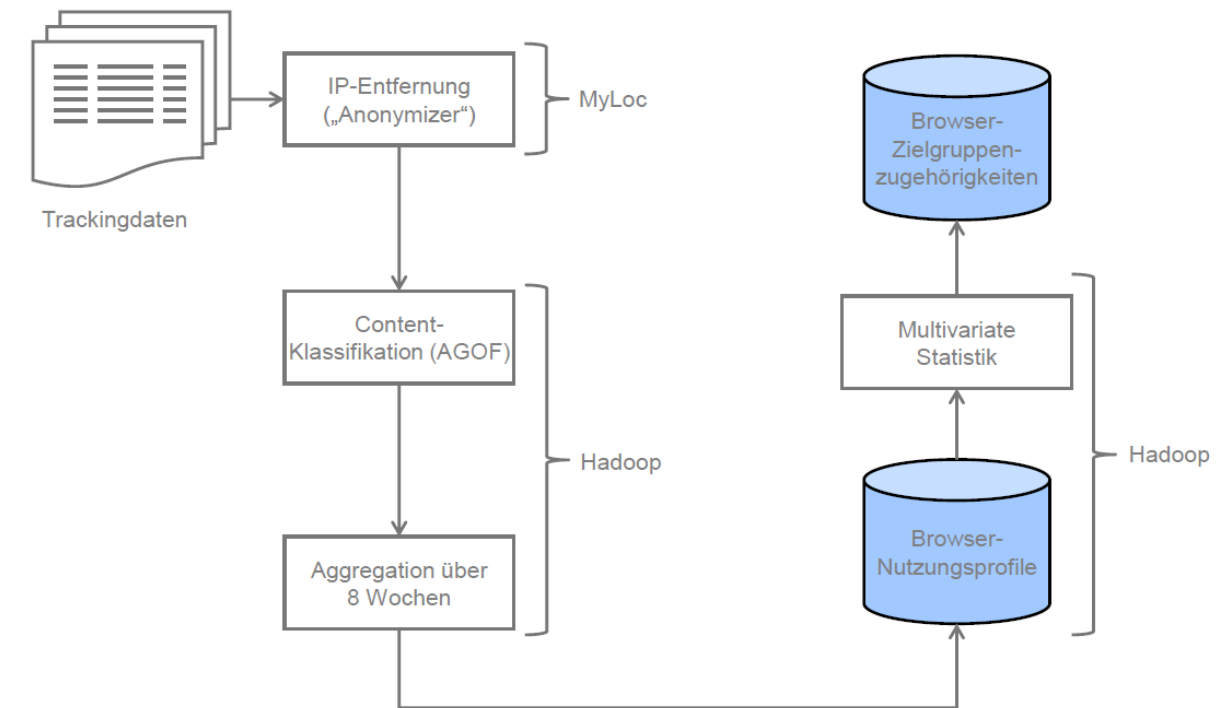 Trackingdaten
IP-Entfernung
(„Anonymizer“)
MyLoc
Content-
Klassifikation (AGOF)
Aggregation über
8 Wochen
Hadoop
Browser-
Zielgruppen-
zugehörigkeiten
Multivariate
Statistik
Browser-
Nutzungsprofile
Hadoop